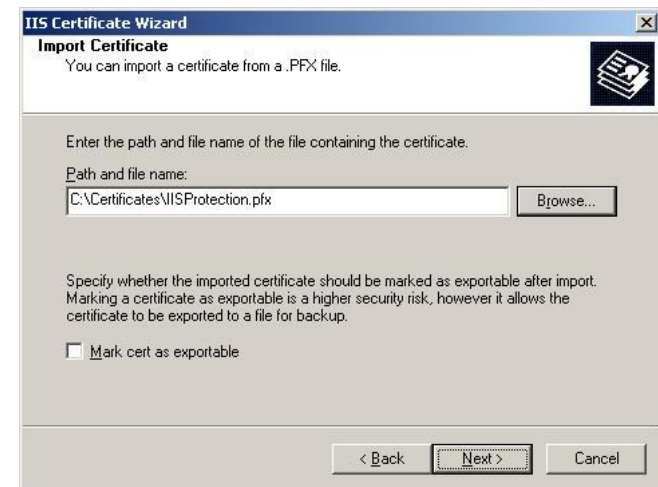 IIS Certificate Wizard
Import Certificate
You can import a certificate from a .PFX file.
Enter the path and file name of the file containing the certificate.
Path and file name:
C:\Certificates\IISProtection.pfx
Browse...
Specify whether the imported certificate should be marked as exportable after import.
Marking a certificate as exportable is a higher security risk, however it allows the
certificate to be exported to a file for backup.
Mark cert as exportable
< Back
Next >
Cancel